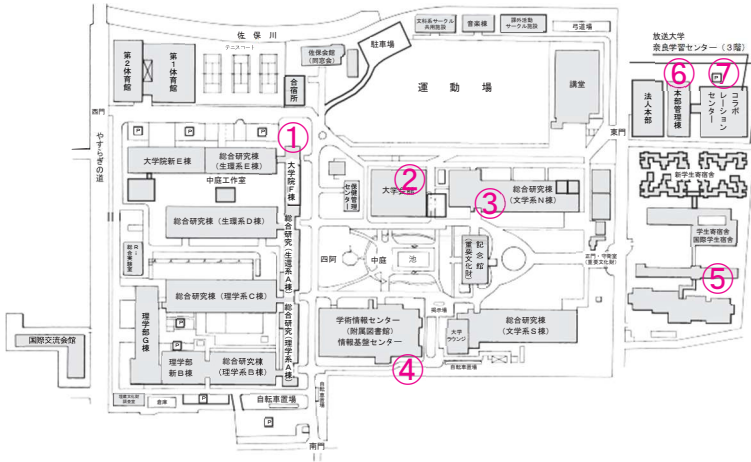 佐保川
文科系サークル
共用施設
音楽棟
課外活動
サークル施設
弓道場
放送大学
奈良学習センター（3階）
第2体育館
第1体育館
テニスコート
合宿所
佐保会館
（同窓会）
駐車場
運動場
講堂
法人本部
⑥
本部管理棟
⑦
P
コラボレーションセンター
西門
東門
やすらぎの道
P
P
P
①
大学院新E棟
総合研究棟
（生環系E棟）
大学院F棟
中庭工作室
保健管理センター
②
大学会館
③
総合研究棟
（文学系N棟）
新学生寄宿舎
総合研究棟（生環系D棟）
総合研究（生環系A棟）
学生寄宿舎
国際学生宿舎
RI総合実験室
四阿
中庭
池
記念館
（重要文化財）
正門・守衛室
（重要文化財）
⑤
総合研究棟（理学系C棟）
理学部G棟
P
P
総合研究（理学系A棟）
学術情報センター
（附属図書館）
情報基盤センター
掲示場
大学
ラウンジ
総合研究棟
（文学系S棟）
国際交流会館
理学部
新B棟
総合研究棟
（理学系B棟）
④
自転車置場
倉庫
P
自転車置場
自転車置場
P
南門